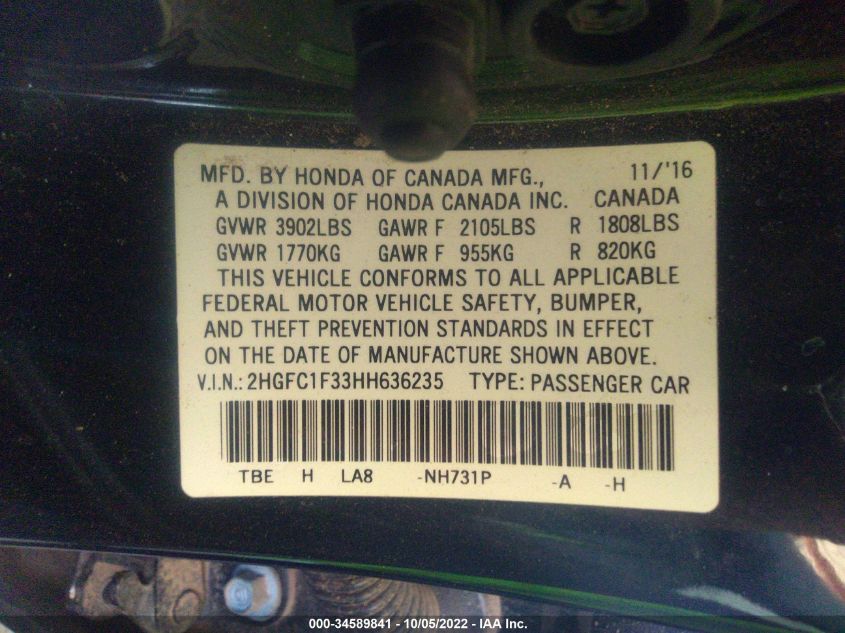 MFD. BY HONDA OF CANADA MFG., 11/'16
A DIVISION OF HONDA CANADA INC. CANADA
GVWR 3902LBS GAWR F 2105LBS R 1808LBS
GVWR 1770KG GAWR F 955KG R 820KG
THIS VEHICLE CONFORMS TO ALL APPLICABLE
FEDERAL MOTOR VEHICLE SAFETY, BUMPER,
AND THEFT PREVENTION STANDARDS IN EFFECT
ON THE DATE OF MANUFACTURE SHOWN ABOVE.
V.I.N.: 2HGFC1F33HH636235 TYPE: PASSENGER CAR
TBE H LA8 -NH731P -A -H
000-34589841 - 10/05/2022 - IAA Inc.